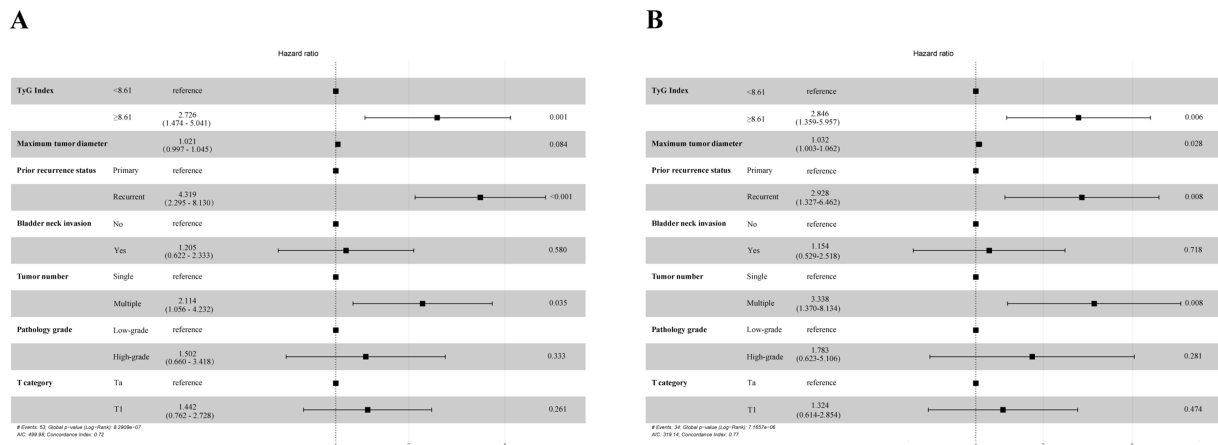 A
Hazard ratio
TyG Index <8.61 reference
≥8.61 2.726 (1.474 - 5.041) 0.001
Maximum tumor diameter 1.021 (0.997 - 1.045) 0.084
Prior recurrence status Primary reference
Recurrent 4.319 (2.295 - 8.130) <0.001
Bladder neck invasion No reference
Yes 1.205 (0.622 - 2.333) 0.580
Tumor number Single reference
Multiple 2.114 (1.056 - 4.232) 0.035
Pathology grade Low-grade reference
High-grade 1.502 (0.660 - 3.418) 0.333
T category Ta reference
T1 1.442 (0.762 - 2.728) 0.261
# Events: 53; Global p-value (Log-Rank): 8.2909e-07
AIC: 499.98; Concordance Index: 0.72
B
Hazard ratio
TyG Index <8.61 reference
≥8.61 2.846 (1.359-5.957) 0.006
Maximum tumor diameter 1.032 (1.003-1.062) 0.028
Prior recurrence status Primary reference
Recurrent 2.928 (1.327-6.462) 0.008
Bladder neck invasion No reference
Yes 1.154 (0.529-2.518) 0.718
Tumor number Single reference
Multiple 3.338 (1.370-8.134) 0.008
Pathology grade Low-grade reference
High-grade 1.783 (0.623-5.106) 0.281
T category Ta reference
T1 1.324 (0.614-2.854) 0.474
# Events: 34; Global p-value (Log-Rank): 7.1657e-06
AIC: 319.14; Concordance Index: 0.77